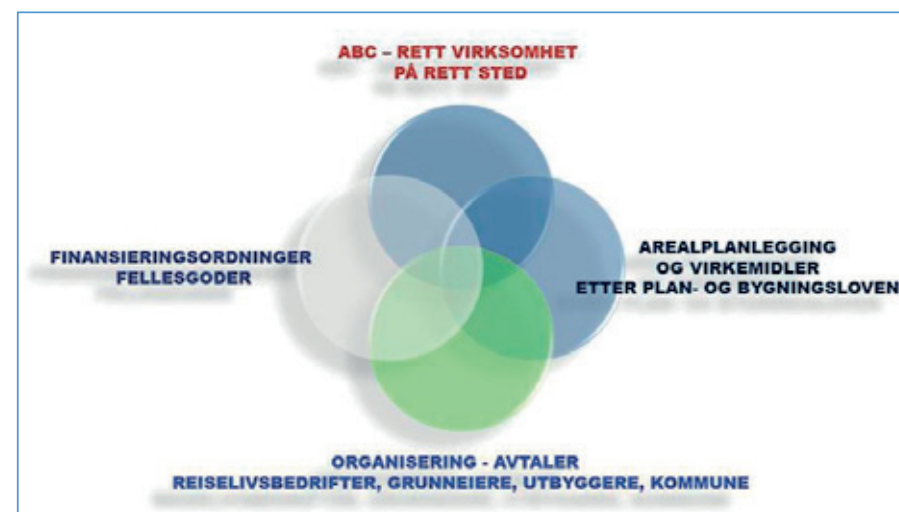 ABC – RETT VIRKSOMHET
PÅ RETT STED
FINANSIERINGSORDNINGER
FELLESGODER
AREALPLANLEGGING
OG VIRKEMIDLER
ETTER PLAN- OG BYGNINGSLOVEN
ORGANISERING - AVTALER
REISELIVSBEDRIFTER, GRUNNEIERE, UTBYGGERE, KOMMUNE